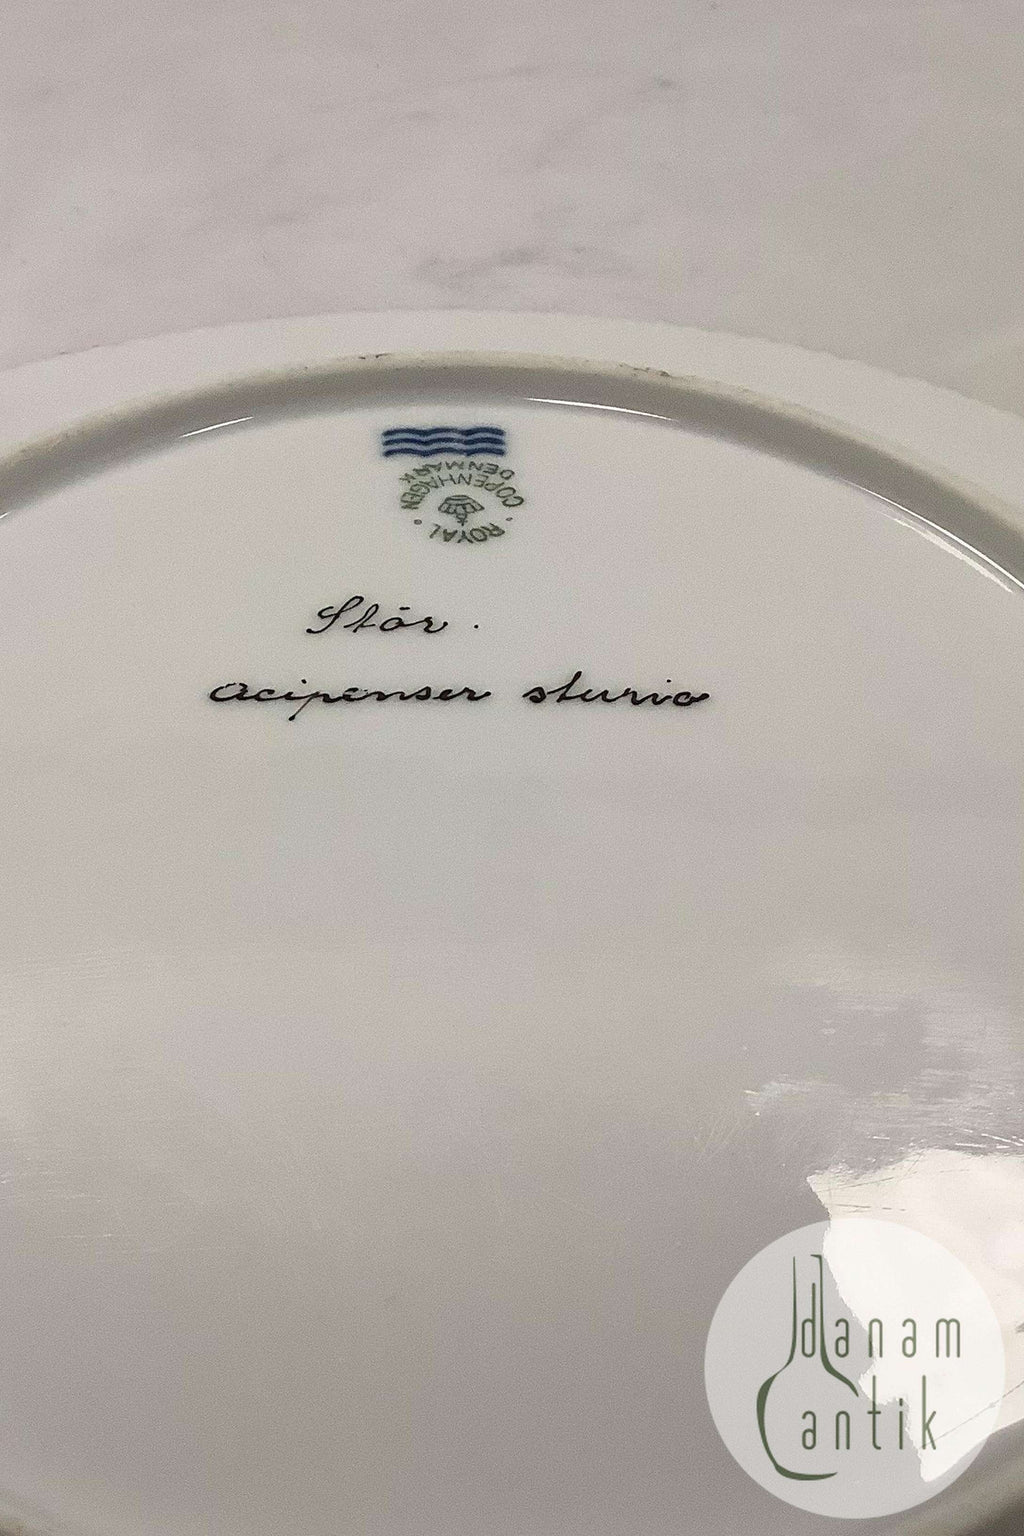 ROYAL COPENHAGEN
DENMARK
Stör.
Acipenser sturio
danam
antik